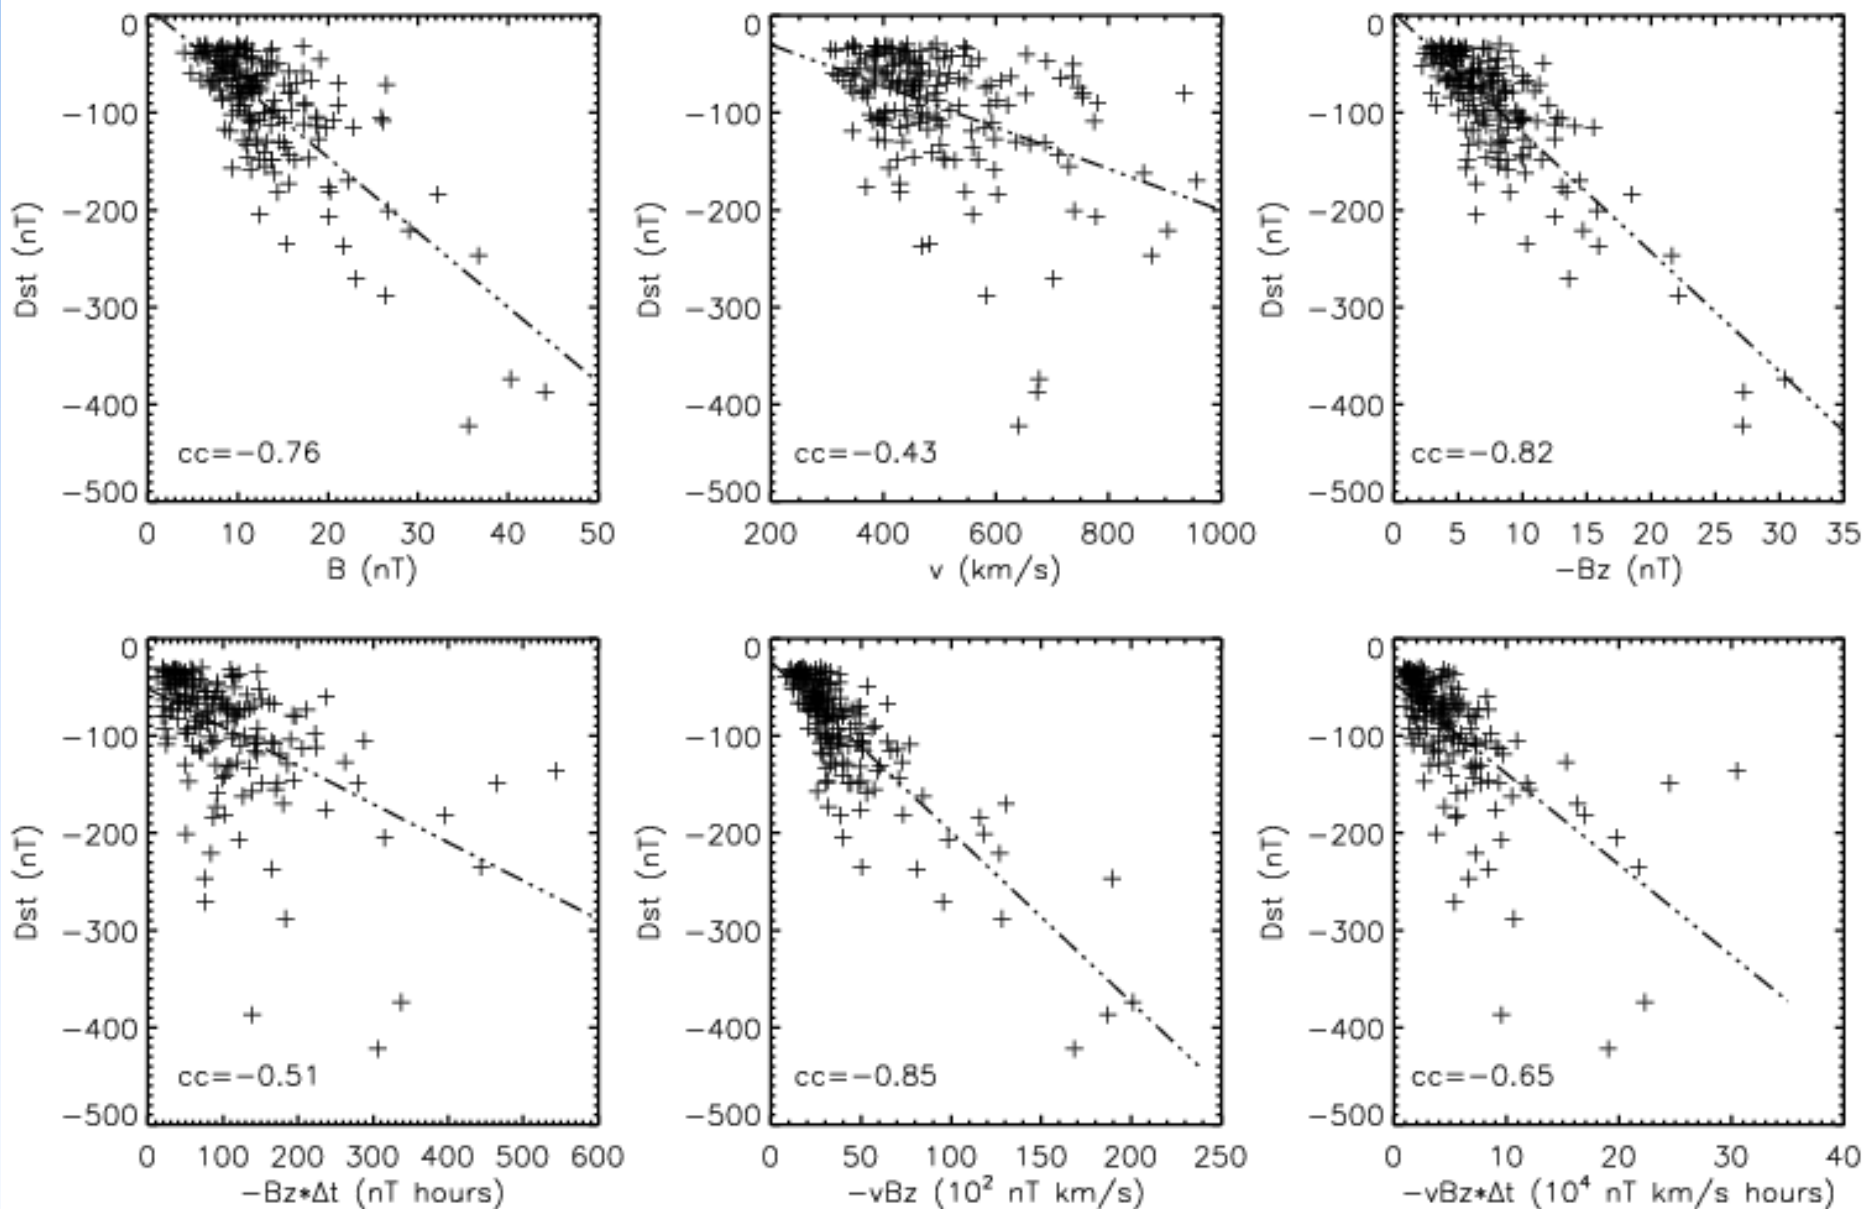 0
−100
−200
−300
−400
−500
Dst (nT)
cc=−0.76
0 10 20 30 40 50
B (nT)
0
−100
−200
−300
−400
−500
Dst (nT)
cc=−0.43
200 400 600 800 1000
v (km/s)
0
−100
−200
−300
−400
−500
Dst (nT)
cc=−0.82
0 5 10 15 20 25 30 35
−Bz (nT)
0
−100
−200
−300
−400
−500
Dst (nT)
cc=−0.51
0 100 200 300 400 500 600
−Bz*Δt (nT hours)
0
−100
−200
−300
−400
−500
Dst (nT)
cc=−0.85
0 50 100 150 200 250
−vBz (10² nT km/s)
0
−100
−200
−300
−400
−500
Dst (nT)
cc=−0.65
0 10 20 30 40
−vBz*Δt (10⁴ nT km/s hours)